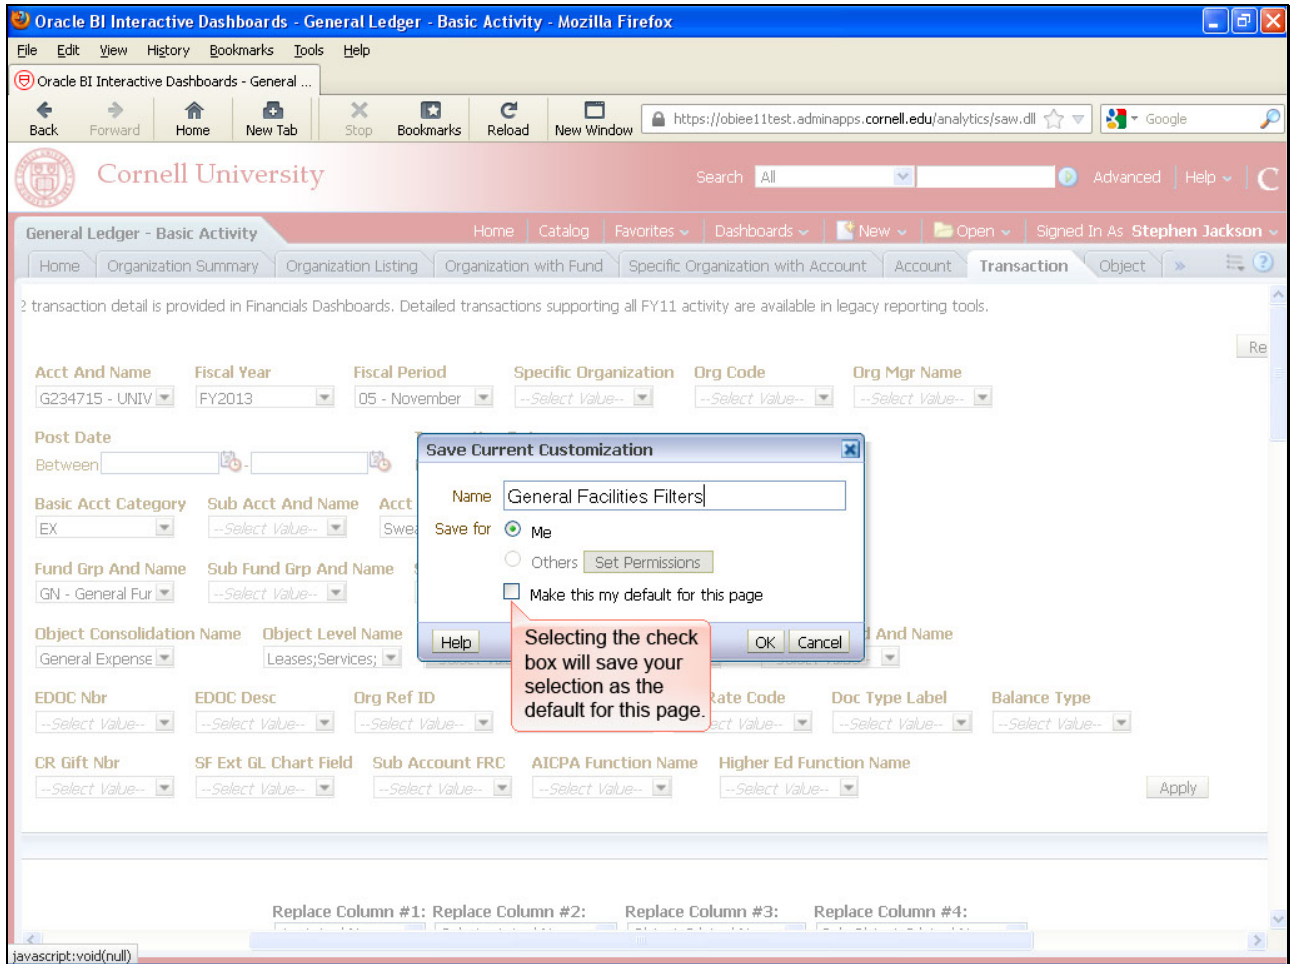 Oracle BI Interactive Dashboards - General Ledger - Basic Activity - Mozilla Firefox
File Edit View History Bookmarks Tools Help
Oracle BI Interactive Dashboards - General ...
Back Forward Home New Tab Stop Bookmarks Reload New Window https://obiee11test.adminapps.cornell.edu/analytics/saw.dll Google
Cornell University Search All Advanced Help C
General Ledger - Basic Activity Home Catalog Favorites Dashboards New Open Signed In As Stephen Jackson
Home Organization Summary Organization Listing Organization with Fund Specific Organization with Account Account Transaction Object »
2 transaction detail is provided in Financials Dashboards. Detailed transactions supporting all FY11 activity are available in legacy reporting tools.
Re
Acct And Name Fiscal Year Fiscal Period Specific Organization Org Code Org Mgr Name
G234715 - UNIV FY2013 05 - November --Select Value-- --Select Value-- --Select Value--
Post Date
Between -
Basic Acct Category Sub Acct And Name Acct
EX --Select Value-- Swea
Fund Grp And Name Sub Fund Grp And Name
GN - General Fur --Select Value--
Object Consolidation Name Object Level Name d And Name
General Expense Leases;Services;
EDOC Nbr EDOC Desc Org Ref ID Rate Code Doc Type Label Balance Type
--Select Value-- --Select Value-- --Select Value-- ect Value-- --Select Value-- --Select Value--
CR Gift Nbr SF Ext GL Chart Field Sub Account FRC AICPA Function Name Higher Ed Function Name
--Select Value-- --Select Value-- --Select Value-- --Select Value-- --Select Value-- Apply
Save Current Customization
Name General Facilities Filters
Save for Me
Others Set Permissions
Make this my default for this page
Help OK Cancel
Selecting the check
box will save your
selection as the
default for this page.
Replace Column #1: Replace Column #2: Replace Column #3: Replace Column #4:
javascript:void(null)